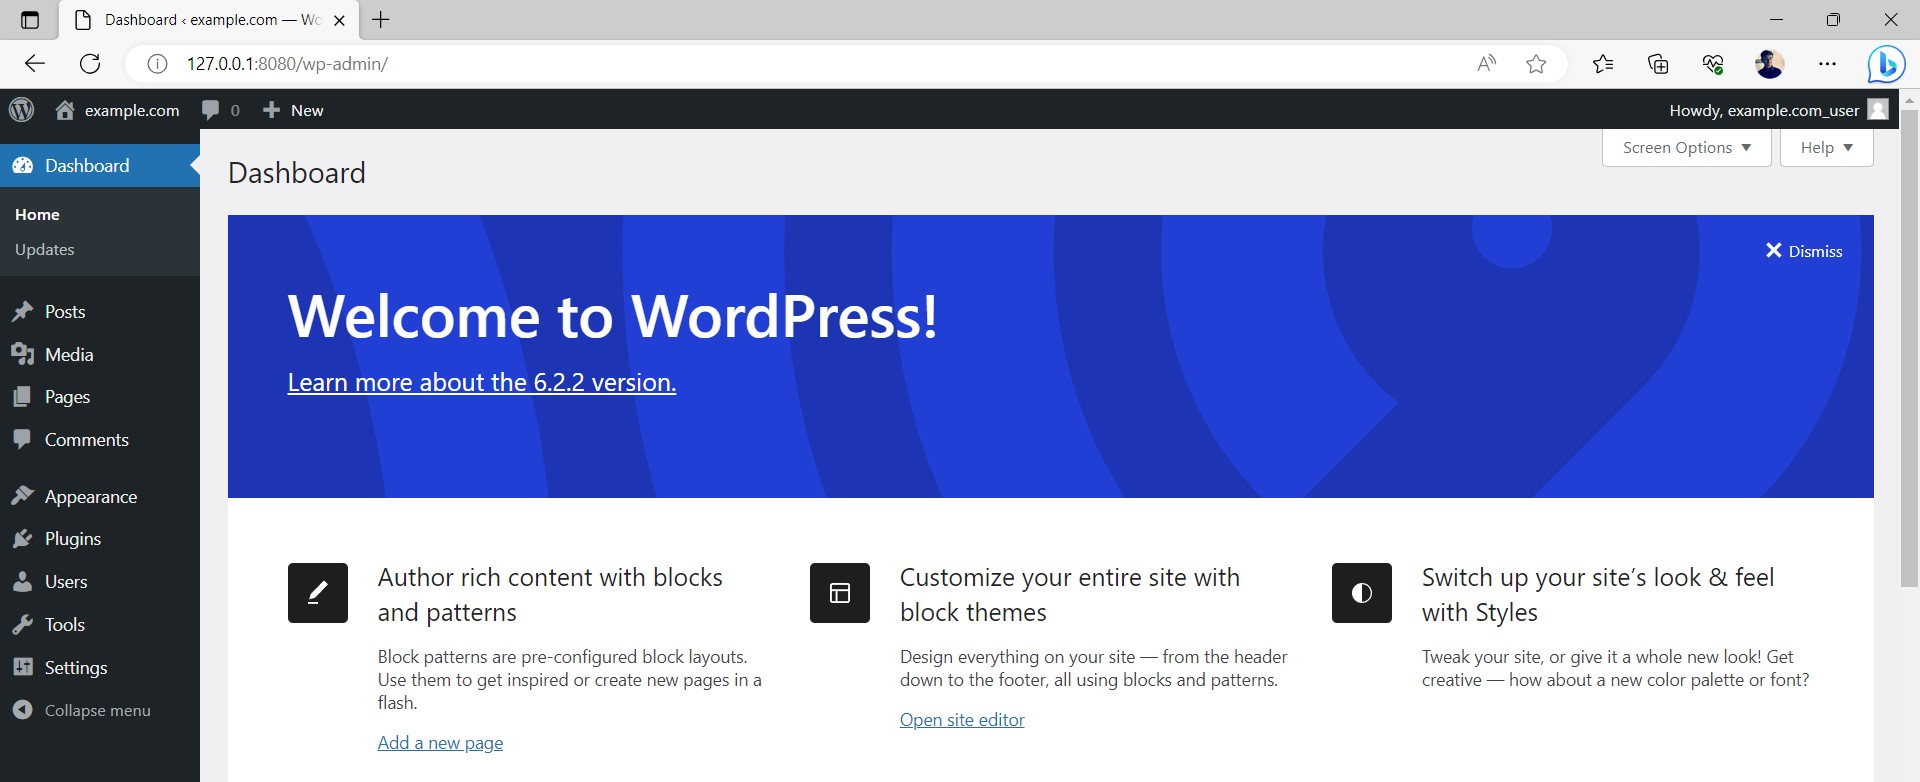 Dashboard ‹ example.com — Wo
127.0.0.1:8080/wp-admin/
example.com 0 New Howdy, example.com_user
Screen Options Help
Dashboard
Home
Updates
Posts
Media
Pages
Comments
Appearance
Plugins
Users
Tools
Settings
Collapse menu
Dashboard
Dismiss
Welcome to WordPress!
Learn more about the 6.2.2 version.
Author rich content with blocks
and patterns
Block patterns are pre-configured block layouts.
Use them to get inspired or create new pages in a
flash.
Add a new page
Customize your entire site with
block themes
Design everything on your site — from the header
down to the footer, all using blocks and patterns.
Open site editor
Switch up your site’s look & feel
with Styles
Tweak your site, or give it a whole new look! Get
creative — how about a new color palette or font?